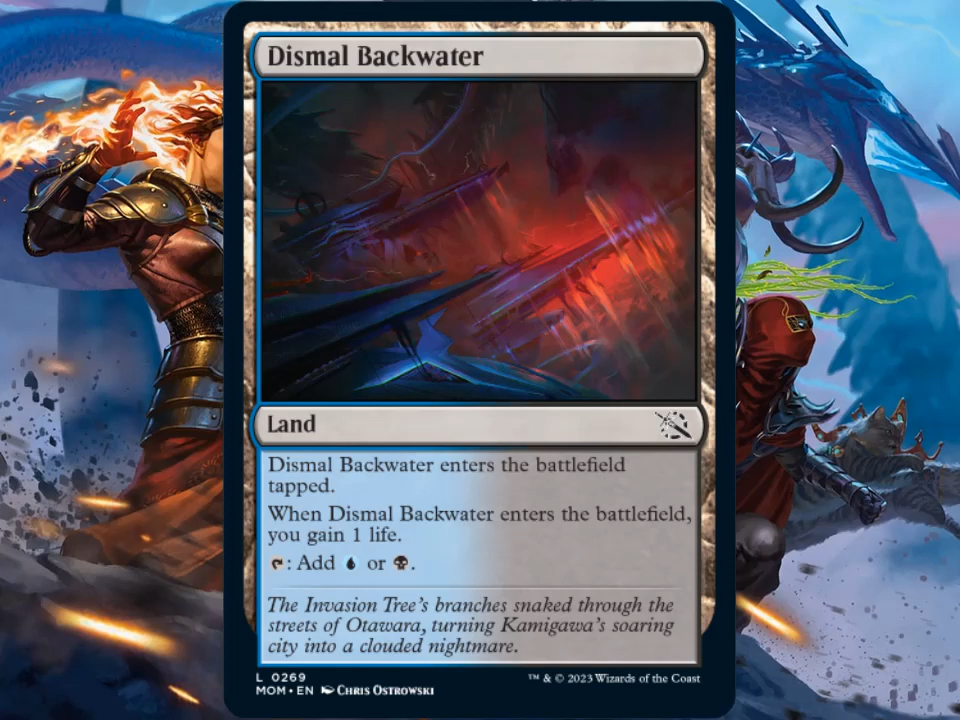 Dismal Backwater
Land
Dismal Backwater enters the battlefield
tapped.
When Dismal Backwater enters the battlefield,
you gain 1 life.
: Add or .
The Invasion Tree's branches snaked through the
streets of Otawara, turning Kamigawa's soaring
city into a clouded nightmare.
L 0269
MOM • EN Chris Ostrowski
™ & © 2023 Wizards of the Coast